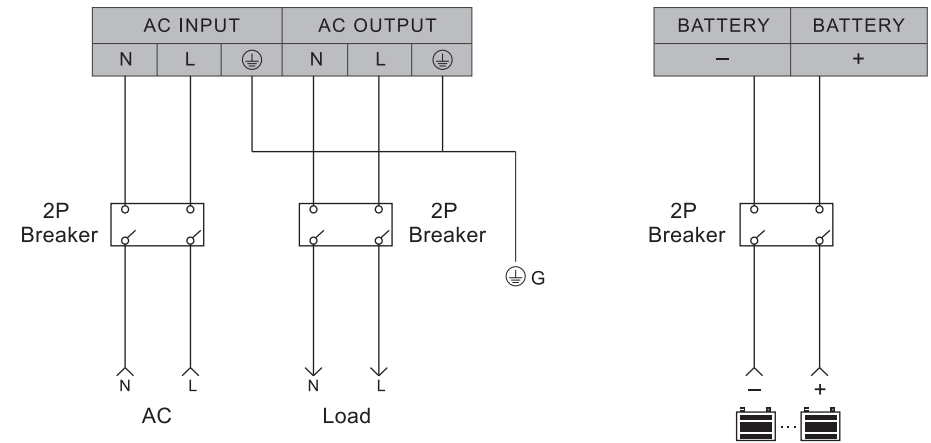 AC INPUT AC OUTPUT
N L N L
2P
Breaker
2P
Breaker
G
N L
AC
N L
Load
BATTERY BATTERY
− +
2P
Breaker
− +
...